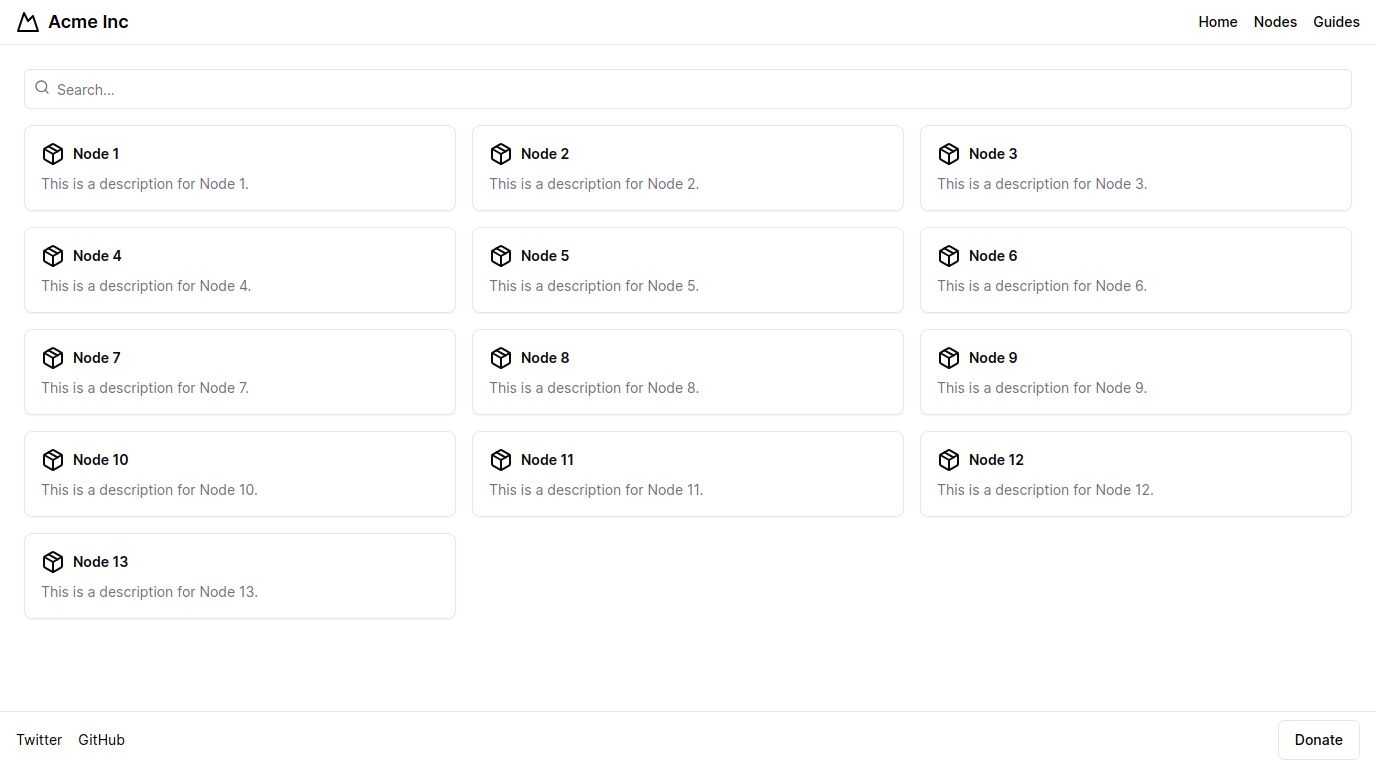 Acme Inc
Home Nodes Guides
Search...
Node 1
This is a description for Node 1.
Node 2
This is a description for Node 2.
Node 3
This is a description for Node 3.
Node 4
This is a description for Node 4.
Node 5
This is a description for Node 5.
Node 6
This is a description for Node 6.
Node 7
This is a description for Node 7.
Node 8
This is a description for Node 8.
Node 9
This is a description for Node 9.
Node 10
This is a description for Node 10.
Node 11
This is a description for Node 11.
Node 12
This is a description for Node 12.
Node 13
This is a description for Node 13.
Twitter GitHub
Donate